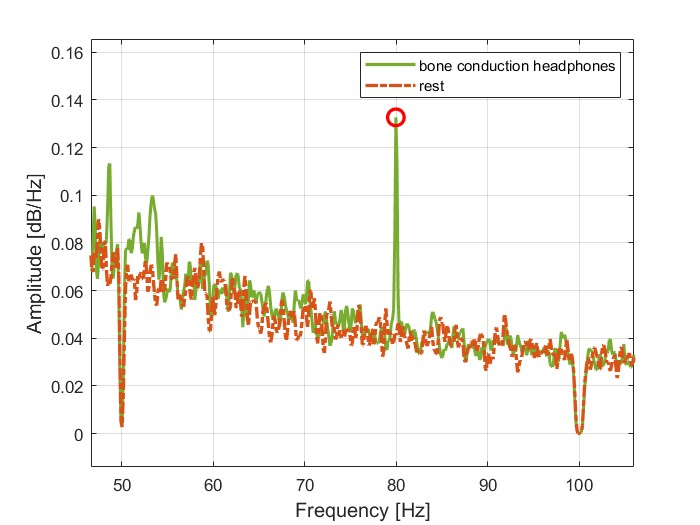 0.16
0.14
0.12
0.1
0.08
0.06
0.04
0.02
0
Amplitude [dB/Hz]
bone conduction headphones
rest
50 60 70 80 90 100
Frequency [Hz]